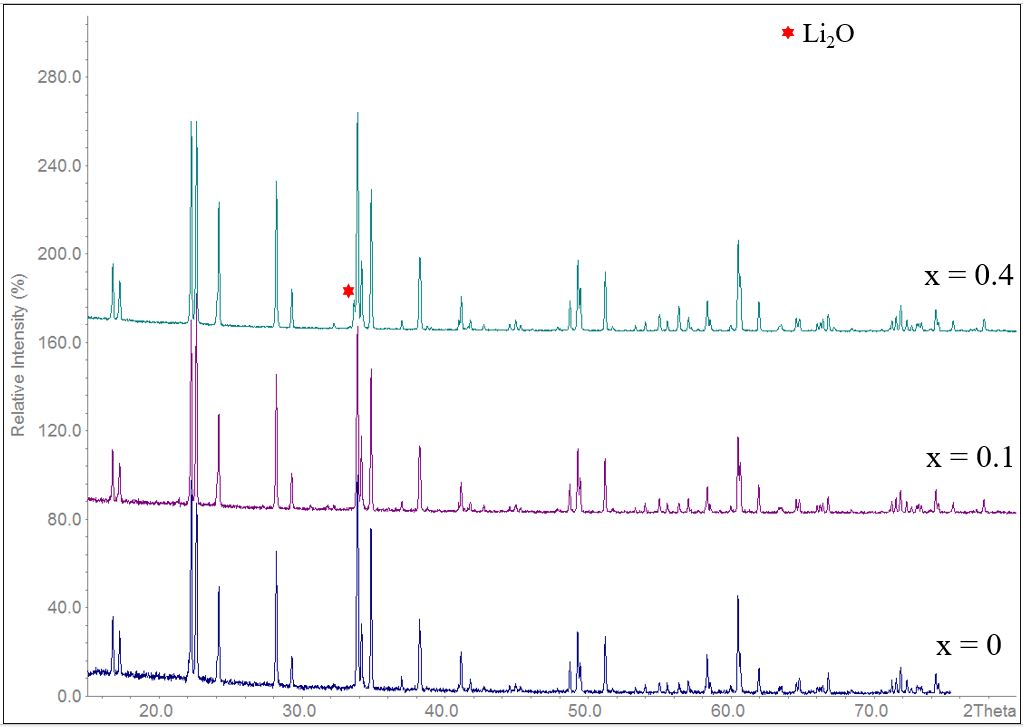 Li₂O
280.0
240.0
200.0
x = 0.4
160.0
120.0
x = 0.1
80.0
40.0
x = 0
0.0
Relative Intensity (%)
20.0 30.0 40.0 50.0 60.0 70.0 2Theta